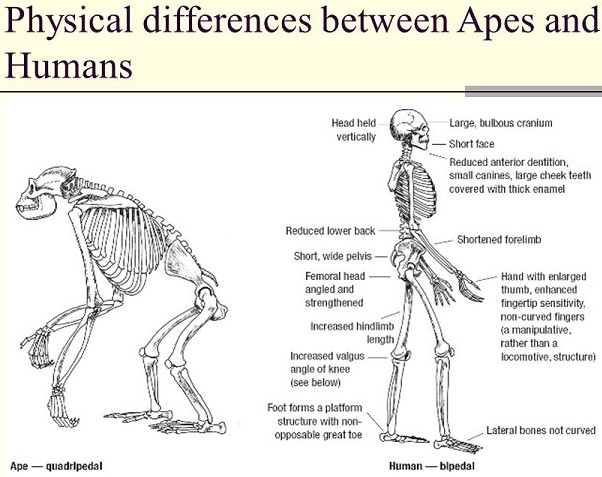 Physical differences between Apes and
Humans
Head held
vertically
Large, bulbous cranium
Short face
Reduced anterior dentition,
small canines, large cheek teeth
covered with thick enamel
Reduced lower back
Shortened forelimb
Short, wide pelvis
Femoral head
angled and
strengthened
Hand with enlarged
thumb, enhanced
fingertip sensitivity,
non-curved fingers
(a manipulative,
rather than a
locomotive, structure)
Increased hindlimb
length
Increased valgus
angle of knee
(see below)
Foot forms a platform
structure with non-
opposable great toe
Lateral bones not curved
Ape — quadripedal
Human — bipedal